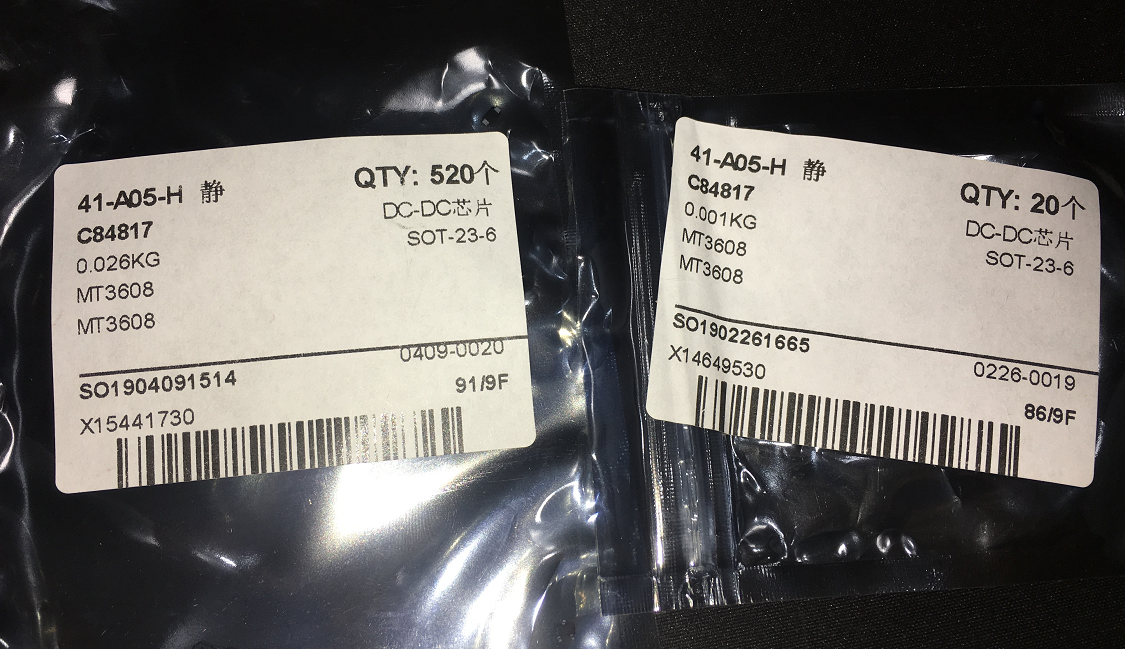 41-A05-H 静
QTY: 520个
C84817
DC-DC芯片
0.026KG
SOT-23-6
MT3608
MT3608
0409-0020
SO1904091514
91/9F
X15441730
41-A05-H 静
QTY: 20个
C84817
DC-DC芯片
0.001KG
SOT-23-6
MT3608
MT3608
SO1902261665
0226-0019
X14649530
86/9F